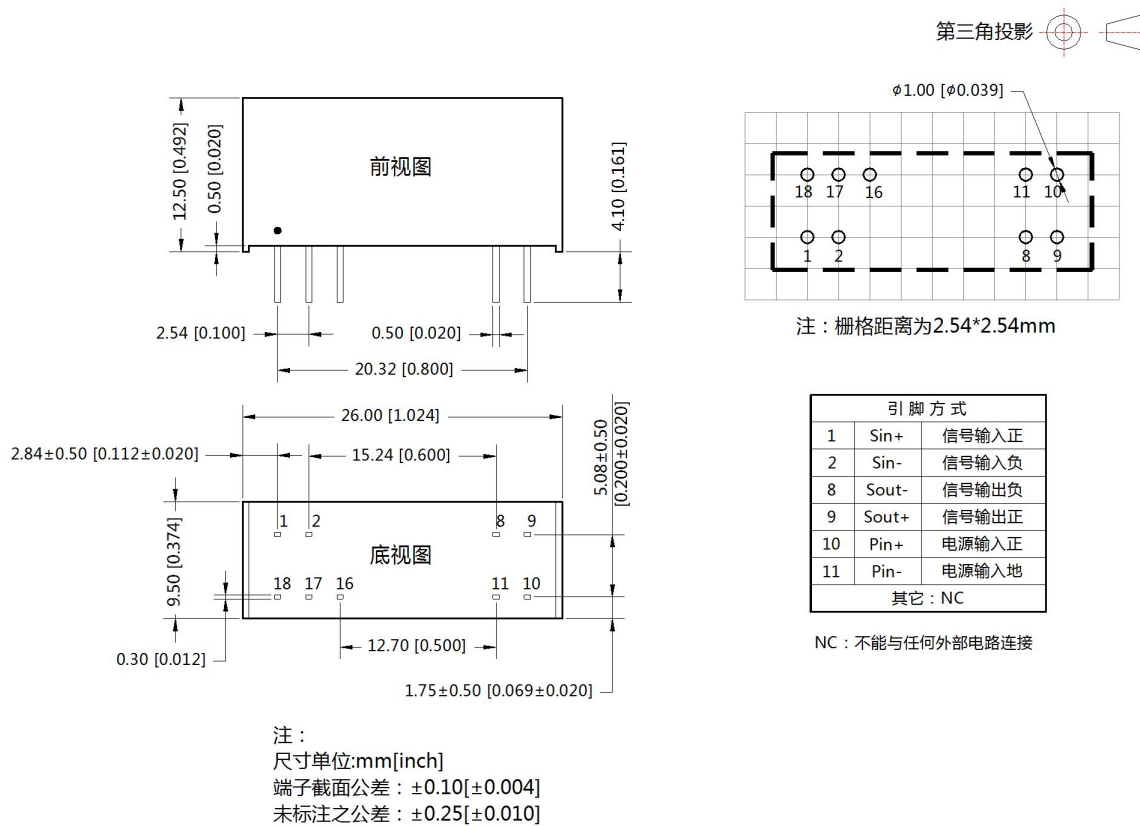 第三角投影
⌀1.00 [⌀0.039]
12.50 [0.492]
0.50 [0.020]
前视图
4.10 [0.161]
18 17 16 11 10
1 2 8 9
注：栅格距离为2.54*2.54mm
2.54 [0.100]
0.50 [0.020]
20.32 [0.800]
26.00 [1.024]
2.84±0.50 [0.112±0.020]
15.24 [0.600]
5.08±0.50
[0.200±0.020]
9.50 [0.374]
1 2 8 9
底视图
18 17 16 11 10
12.70 [0.500]
0.30 [0.012]
1.75±0.50 [0.069±0.020]
引脚方式
1 Sin+ 信号输入正
2 Sin- 信号输入负
8 Sout- 信号输出负
9 Sout+ 信号输出正
10 Pin+ 电源输入正
11 Pin- 电源输入地
其它：NC
NC：不能与任何外部电路连接
注：
尺寸单位:mm[inch]
端子截面公差：±0.10[±0.004]
未标注之公差：±0.25[±0.010]